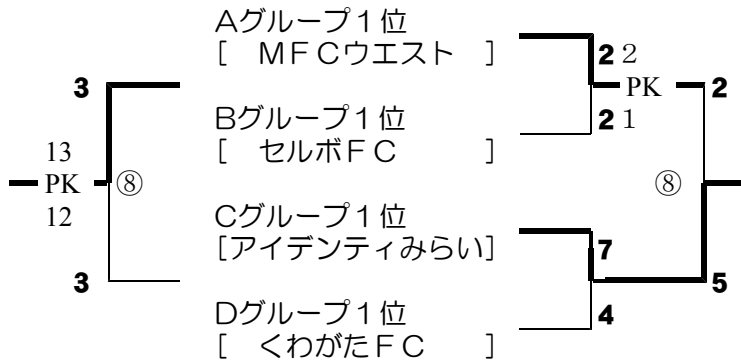 Aグループ1位
[ MFCウエスト ]
2 2
3
PK
2
Bグループ1位
2 1
[ セルボFC ]
13
PK
⑧
⑧
12
Cグループ1位
[アイデンティみらい]
7
3
5
Dグループ1位
4
[ くわがたFC ]